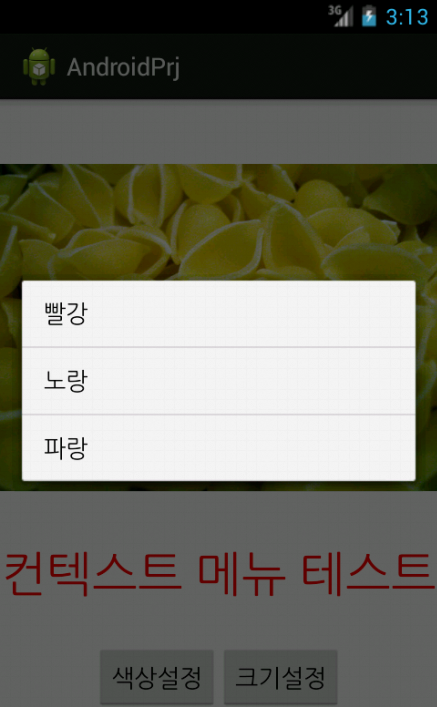 3G 3:13
AndroidPrj
빨강
노랑
파랑
컨텍스트 메뉴 테스트
색상설정 크기설정